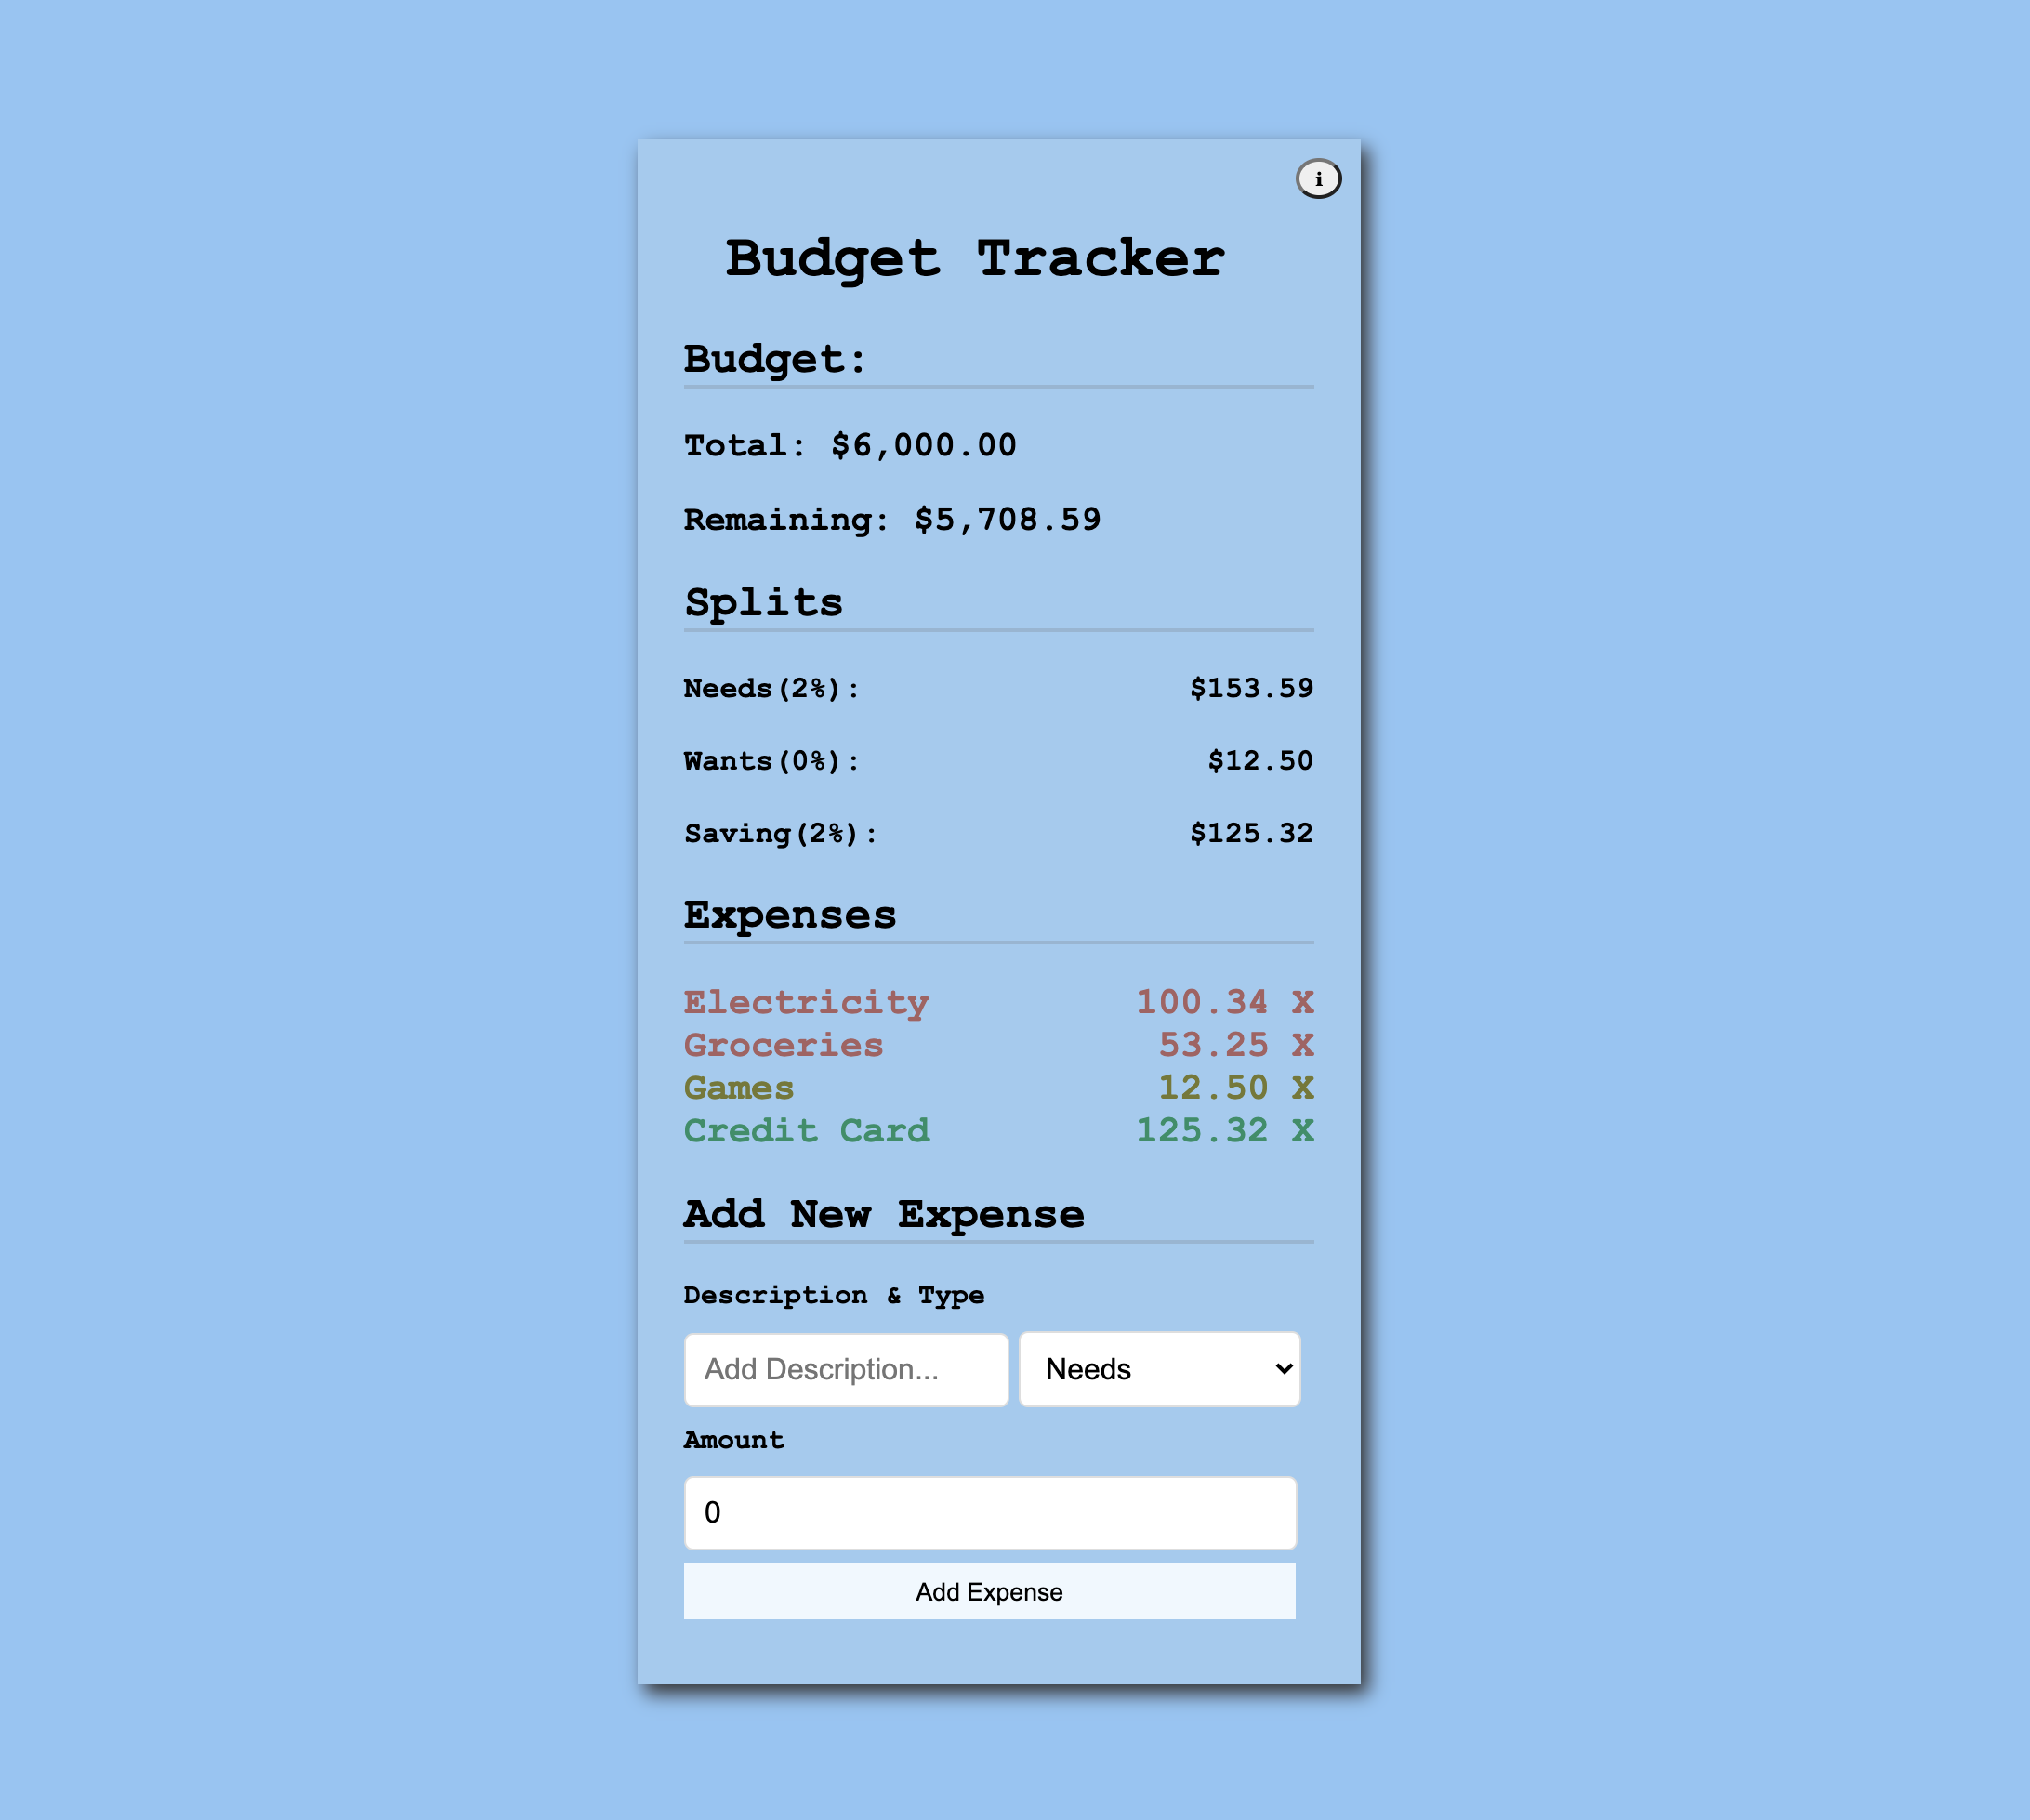 i
Budget Tracker
Budget:
Total: $6,000.00
Remaining: $5,708.59
Splits
Needs(2%): $153.59
Wants(0%): $12.50
Saving(2%): $125.32
Expenses
Electricity 100.34 X
Groceries 53.25 X
Games 12.50 X
Credit Card 125.32 X
Add New Expense
Description & Type
Add Description... Needs
Amount
0
Add Expense